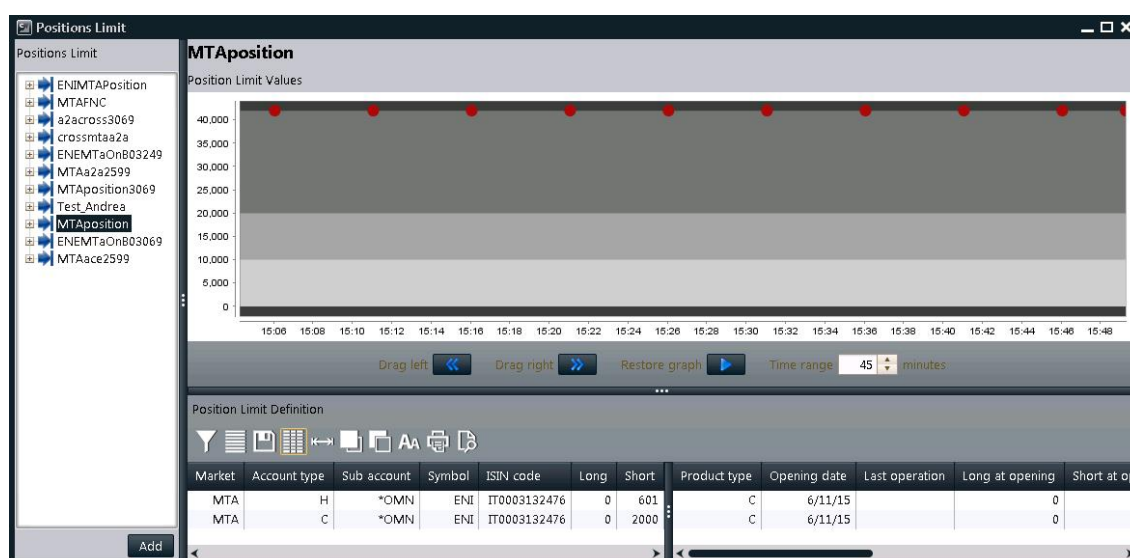 Positions Limit
Positions Limit
ENIMTAPosition
MTAFNC
a2across3069
crossmtaa2a
ENEMTaOnB03249
MTAa2a2599
MTAposition3069
Test_Andrea
MTAposition
ENEMTaOnB03069
MTAace2599
Add
MTAposition
Position Limit Values
40,000
35,000
30,000
25,000
20,000
15,000
10,000
5,000
0
15:06 15:08 15:10 15:12 15:14 15:16 15:18 15:20 15:22 15:24 15:26 15:28 15:30 15:32 15:34 15:36 15:38 15:40 15:42 15:44 15:46 15:48
Drag left Drag right Restore graph Time range 45 minutes
Position Limit Definition
Market Account type Sub account Symbol ISIN code Long Short Product type Opening date Last operation Long at opening Short at o
MTA H *OMN ENI IT0003132476 0 601 C 6/11/15 0
MTA C *OMN ENI IT0003132476 0 2000 C 6/11/15 0